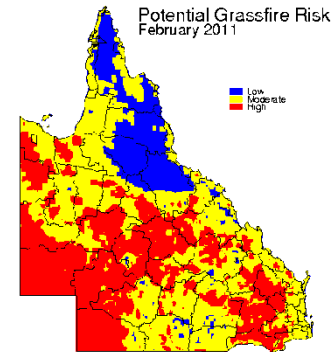 Potential Grassfire Risk
February 2011
Low
Moderate
High